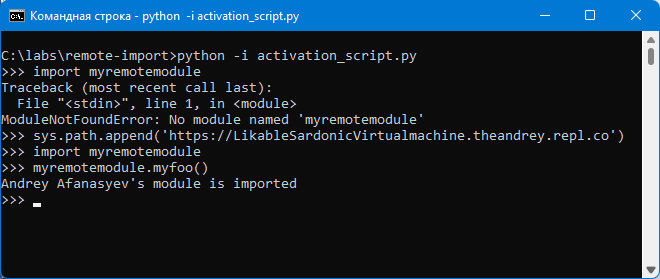 Командная строка - python -i activation_script.py
C:\labs\remote-import>python -i activation_script.py
>>> import myremotemodule
Traceback (most recent call last):
  File "<stdin>", line 1, in <module>
ModuleNotFoundError: No module named 'myremotemodule'
>>> sys.path.append('https://LikableSardonicVirtualmachine.theandrey.repl.co')
>>> import myremotemodule
>>> myremotemodule.myfoo()
Andrey Afanasyev's module is imported
>>>